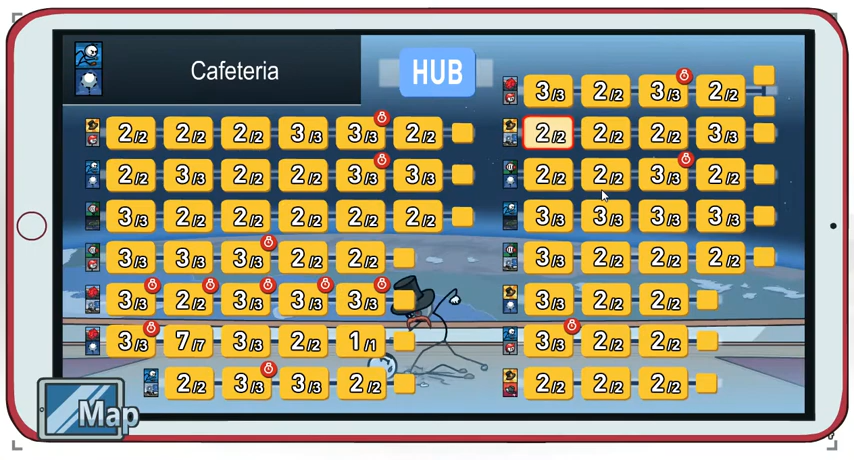 Cafeteria
HUB
2/2 2/2 2/2 3/3 3/3 2/2
2/2 3/3 2/2 2/2 3/3 3/3
3/3 2/2 2/2 2/2 2/2 2/2
3/3 3/3 3/3 2/2 2/2
3/3 2/2 3/3 3/3 3/3
3/3 7/7 3/3 2/2 1/1
2/2 3/3 3/3 2/2
3/3 2/2 3/3 2/2
2/2 2/2 2/2 3/3
2/2 2/2 3/3 2/2
3/3 3/3 3/3 3/3
3/3 2/2 2/2 2/2
3/3 2/2 2/2
3/3 2/2 2/2
2/2 2/2 2/2
Map